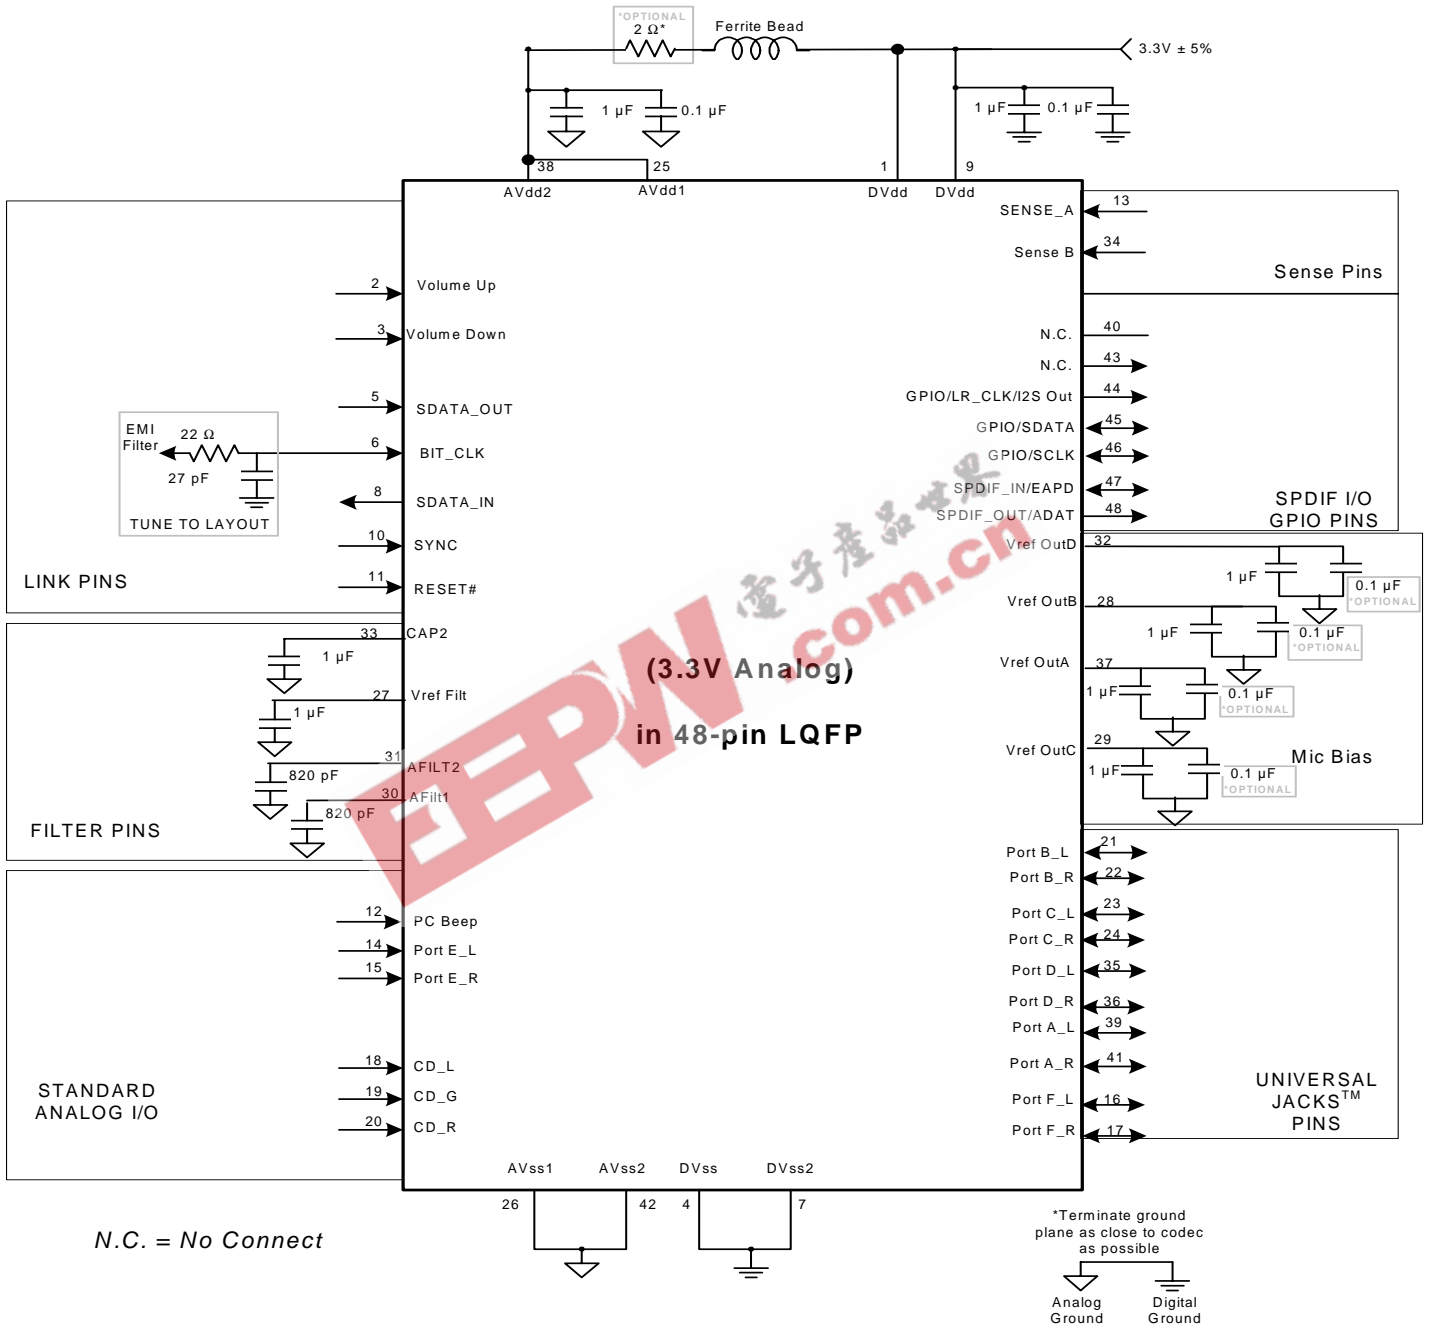 *OPTIONAL
2 Ω*
Ferrite Bead
3.3V ± 5%
1 µF
0.1 µF
1 µF
0.1 µF
38
25
1
9
AVdd2
AVdd1
DVdd
DVdd
2
Volume Up
3
Volume Down
5
SDATA_OUT
EMI
Filter
22 Ω
27 pF
TUNE TO LAYOUT
6
BIT_CLK
8
SDATA_IN
10
SYNC
11
RESET#
LINK PINS
33
CAP2
1 µF
27
Vref Filt
1 µF
31
AFILT2
820 pF
30
AFilt1
820 pF
FILTER PINS
12
PC Beep
14
Port E_L
15
Port E_R
18
CD_L
19
CD_G
20
CD_R
STANDARD
ANALOG I/O
(3.3V Analog)
in 48-pin LQFP
電子產品世界
EEPW
.com.cn
SENSE_A
13
Sense B
34
Sense Pins
N.C.
40
N.C.
43
GPIO/LR_CLK/I2S Out
44
GPIO/SDATA
45
GPIO/SCLK
46
SPDIF_IN/EAPD
47
SPDIF_OUT/ADAT
48
SPDIF I/O
GPIO PINS
Vref OutD
32
1 µF
0.1 µF
*OPTIONAL
Vref OutB
28
1 µF
0.1 µF
*OPTIONAL
Vref OutA
37
1 µF
0.1 µF
*OPTIONAL
Vref OutC
29
1 µF
0.1 µF
*OPTIONAL
Mic Bias
Port B_L
21
Port B_R
22
Port C_L
23
Port C_R
24
Port D_L
35
Port D_R
36
Port A_L
39
Port A_R
41
Port F_L
16
Port F_R
17
UNIVERSAL
JACKS™
PINS
AVss1
AVss2
DVss
DVss2
26
42
4
7
N.C. = No Connect
*Terminate ground
plane as close to codec
as possible
Analog
Ground
Digital
Ground